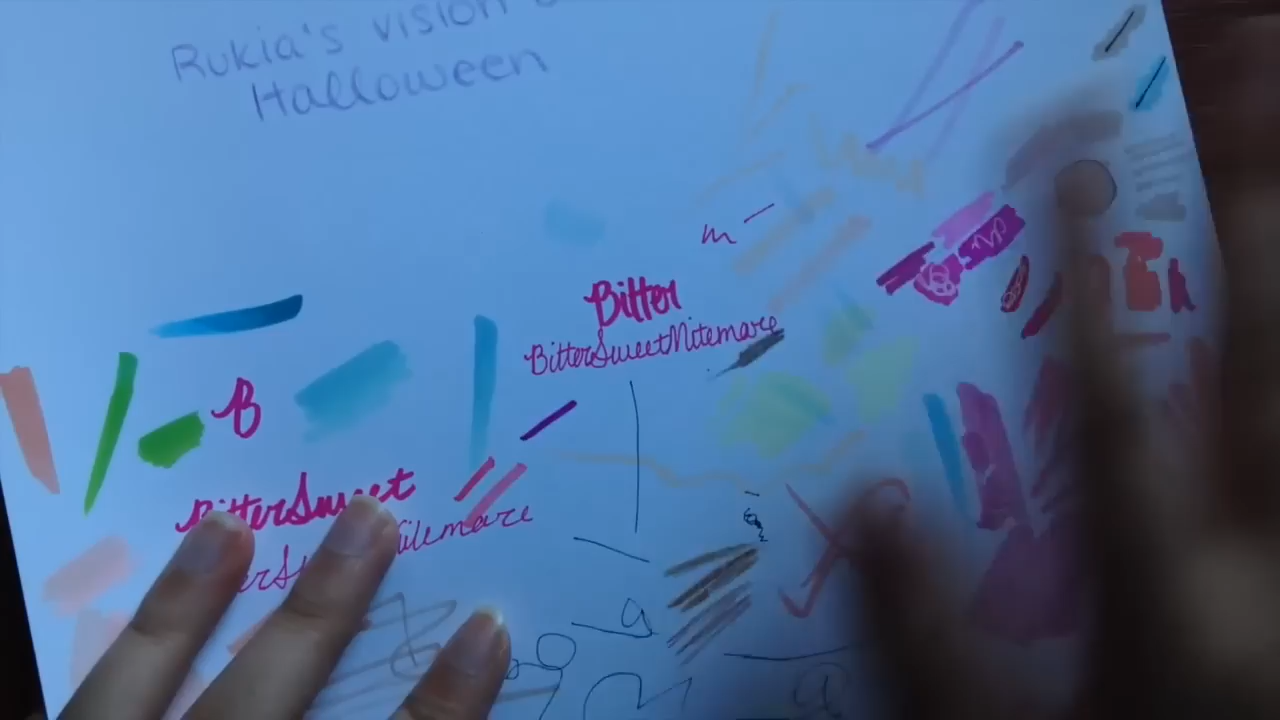 Rukia's vision
Halloween
m
Bitter
BitterSweetNitemare
B
BitterSweet